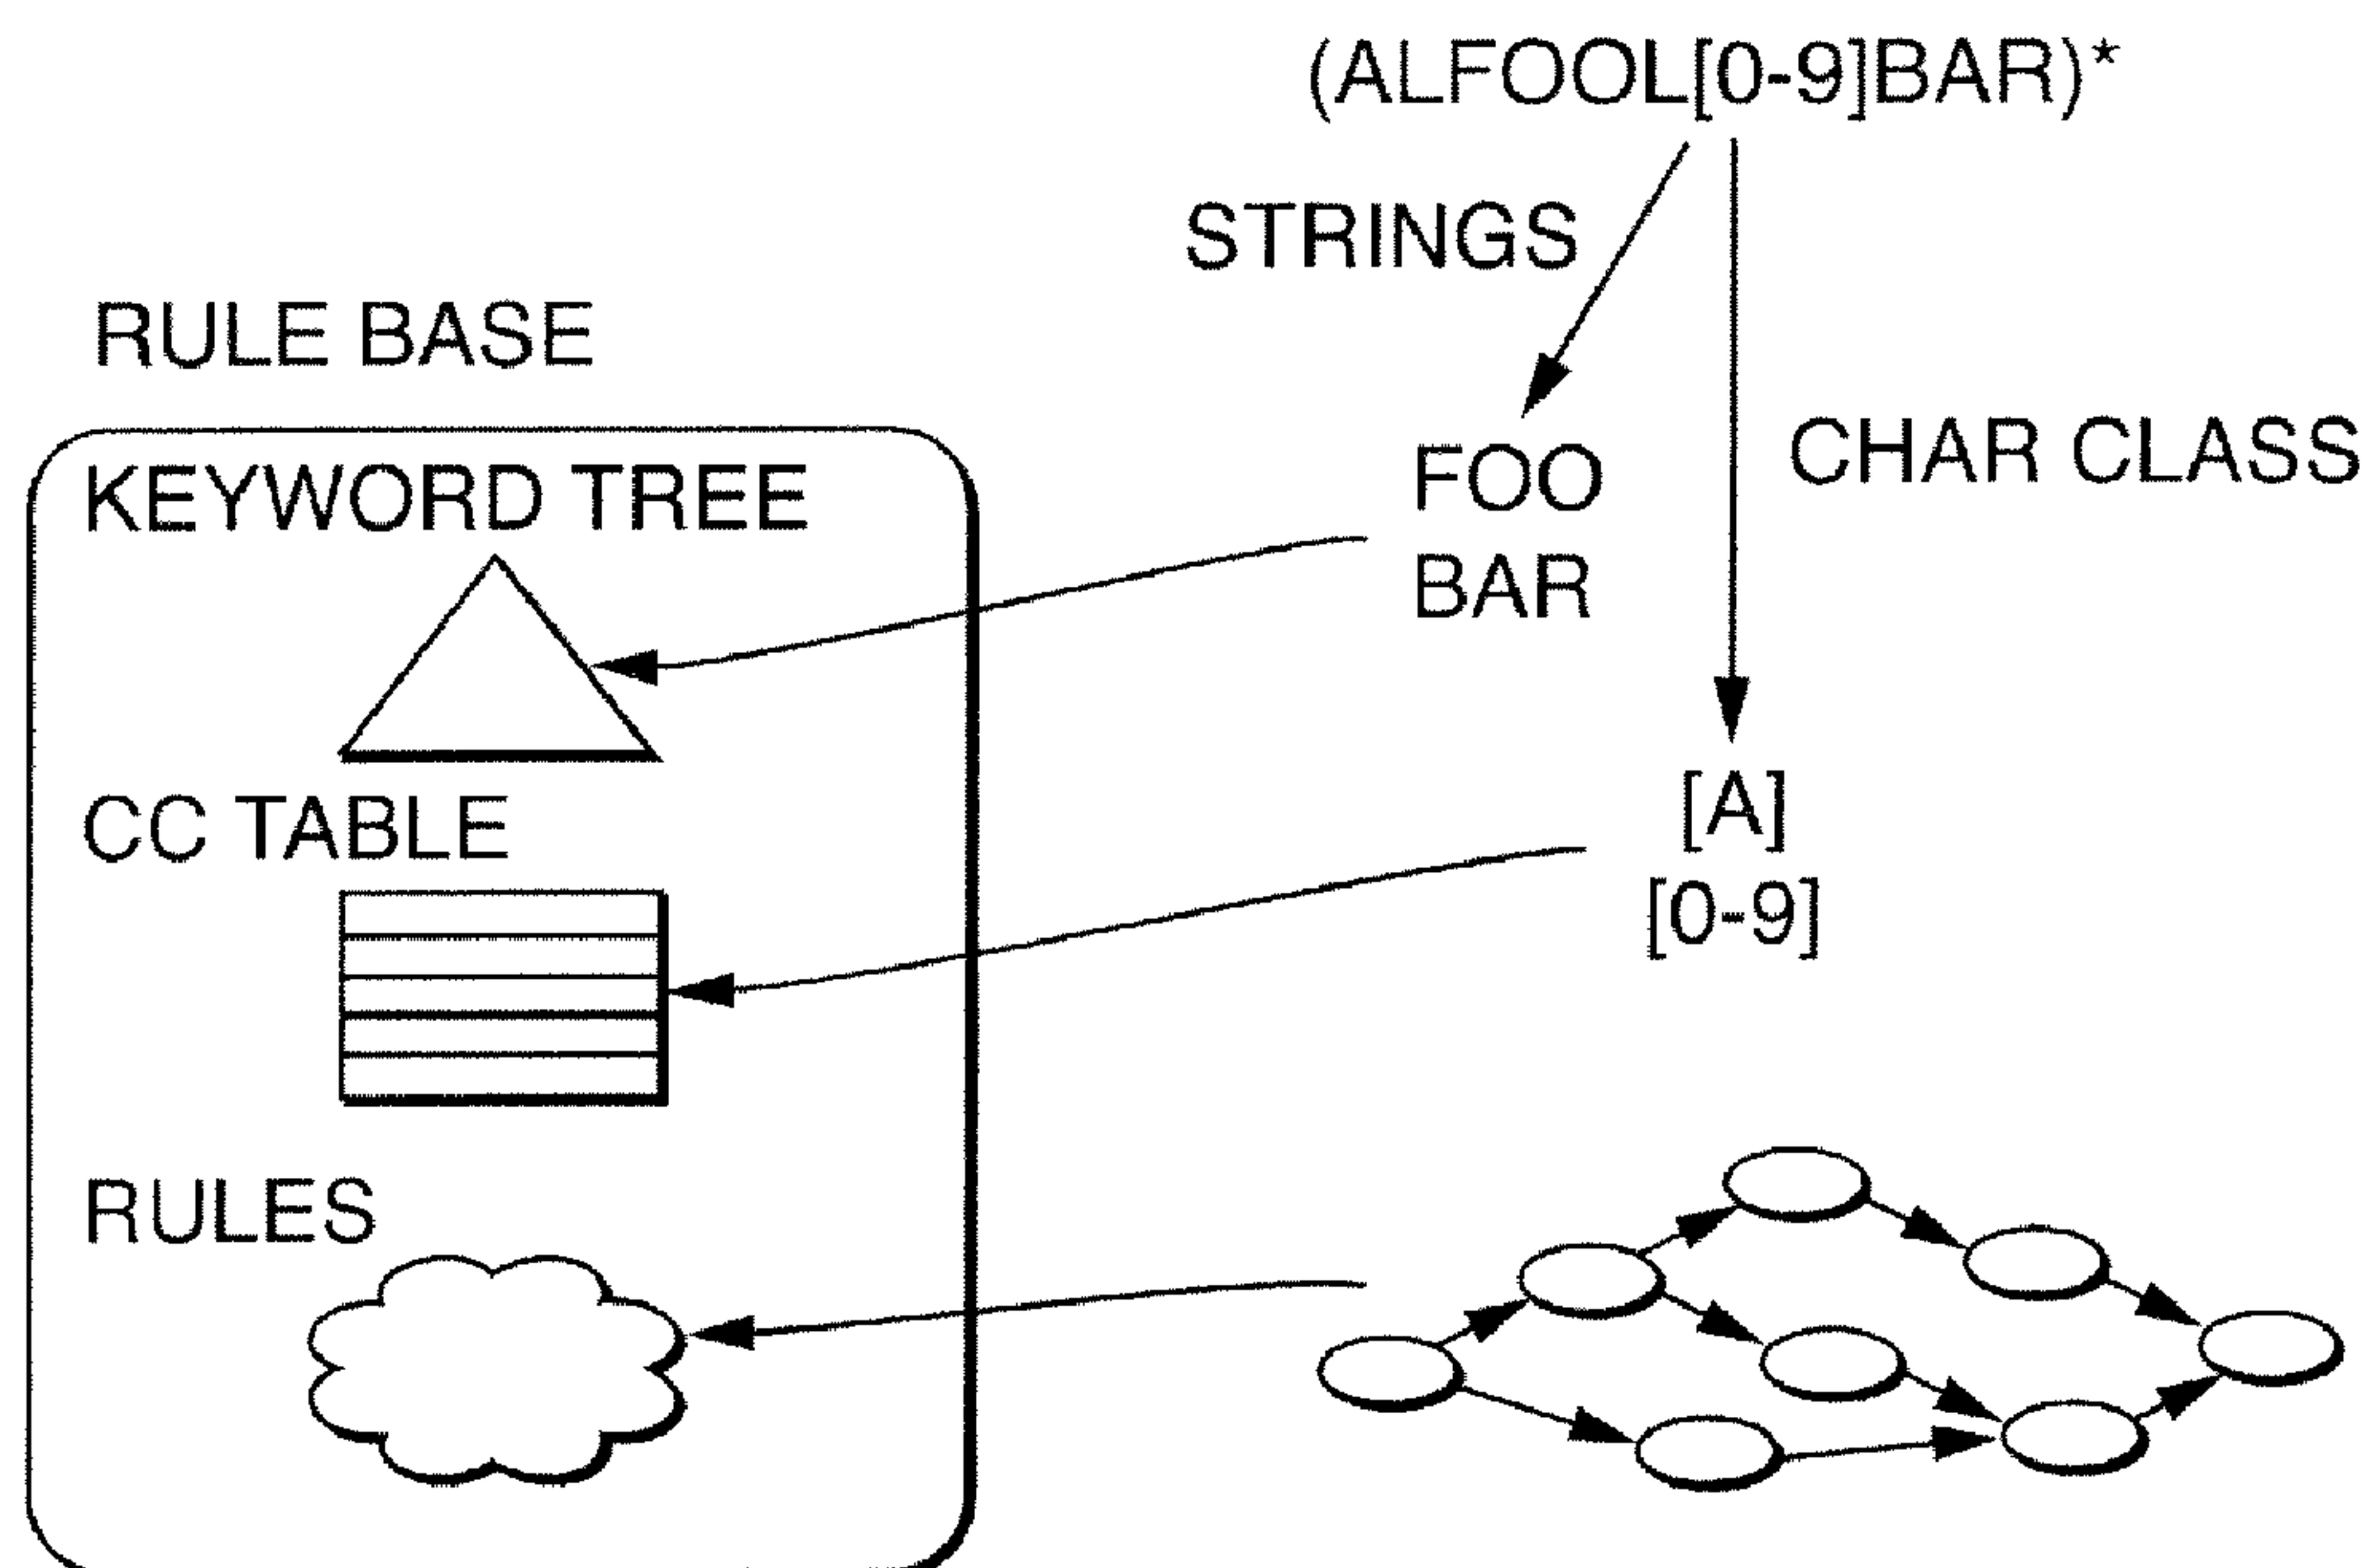 (ALFOOL[0-9]BAR)*
STRINGS
RULE BASE
CHAR CLASS
KEYWORD TREE
FOO
BAR
CC TABLE
[A]
[0-9]
RULES